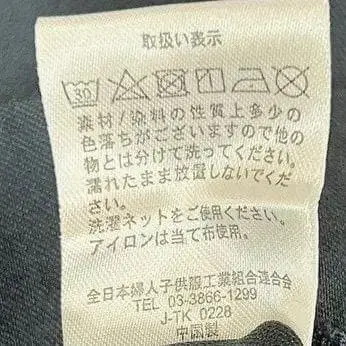 取扱い表示
30
素材/染料の性質上多少の
色落ちがございますので他の
物とは分けて洗ってください。
濡れたまま放置しないでくだ
さい。
洗濯ネットをご使用ください。
アイロンは当て布使用。
全日本婦人子供服工業組合連合会
TEL 03-3866-1299
J-TK 0228
中国製